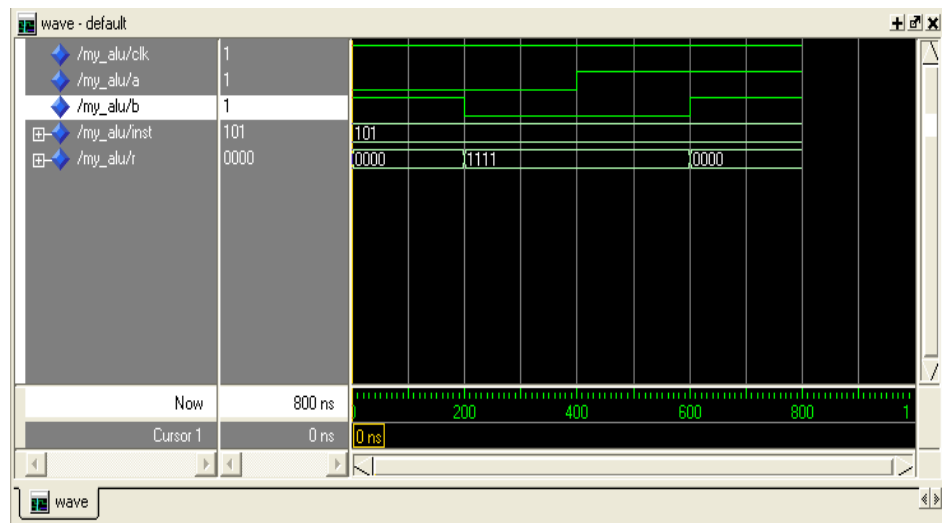 wave - default
/my_alu/clk 1
/my_alu/a 1
/my_alu/b 1
/my_alu/inst 101 101
/my_alu/r 0000 0000 1111 0000
Now 800 ns 200 400 600 800 1
Cursor 1 0 ns 0 ns
wave